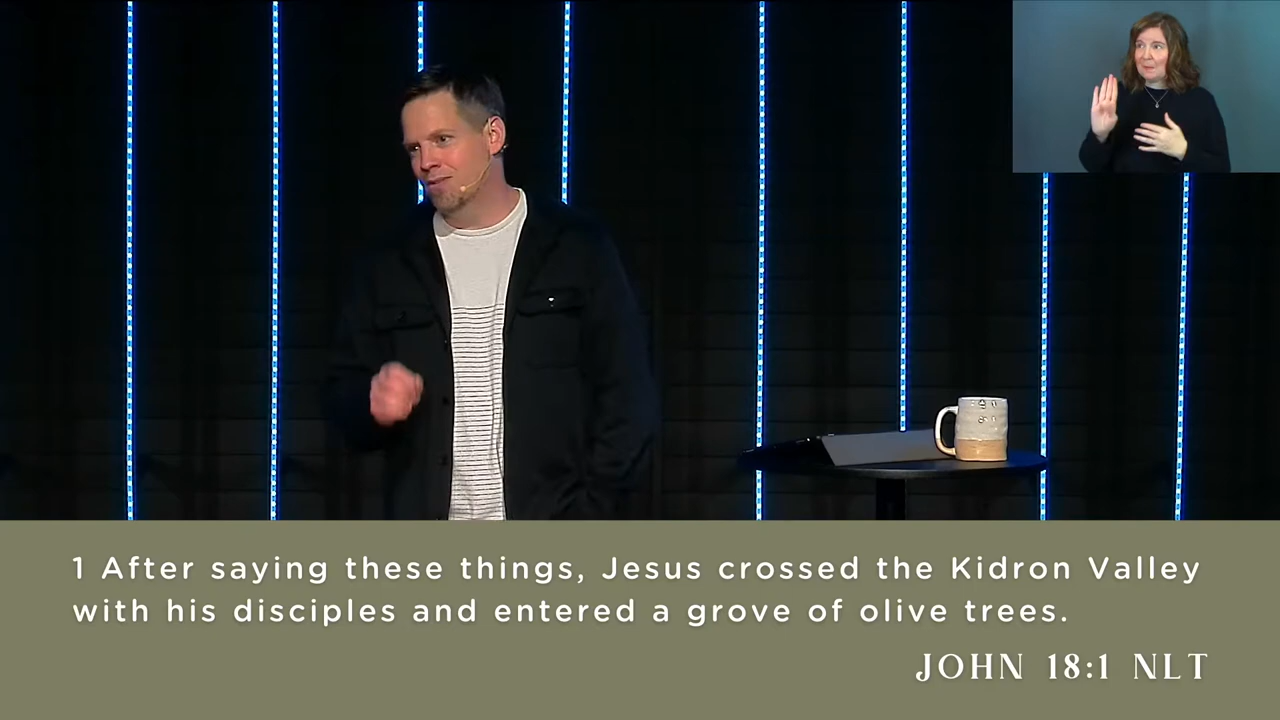 1 After saying these things, Jesus crossed the Kidron Valley
with his disciples and entered a grove of olive trees.
JOHN 18:1 NLT